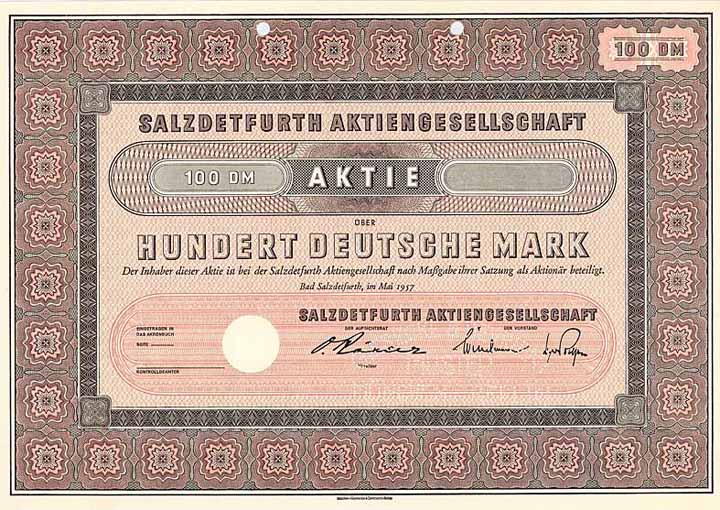 100 DM
SALZDETFURTH AKTIENGESELLSCHAFT
100 DM AKTIE
ÜBER
HUNDERT DEUTSCHE MARK
Der Inhaber dieser Aktie ist bei der Salzdetfurth Aktiengesellschaft nach Maßgabe ihrer Satzung als Aktionär beteiligt.
Bad Salzdetfurth, im Mai 1957
SALZDETFURTH AKTIENGESELLSCHAFT
EINGETRAGEN IN
DAS AKTIENBUCH
DER AUFSICHTSRAT DER VORSTAND
SEITE
KONTROLLBEAMTER